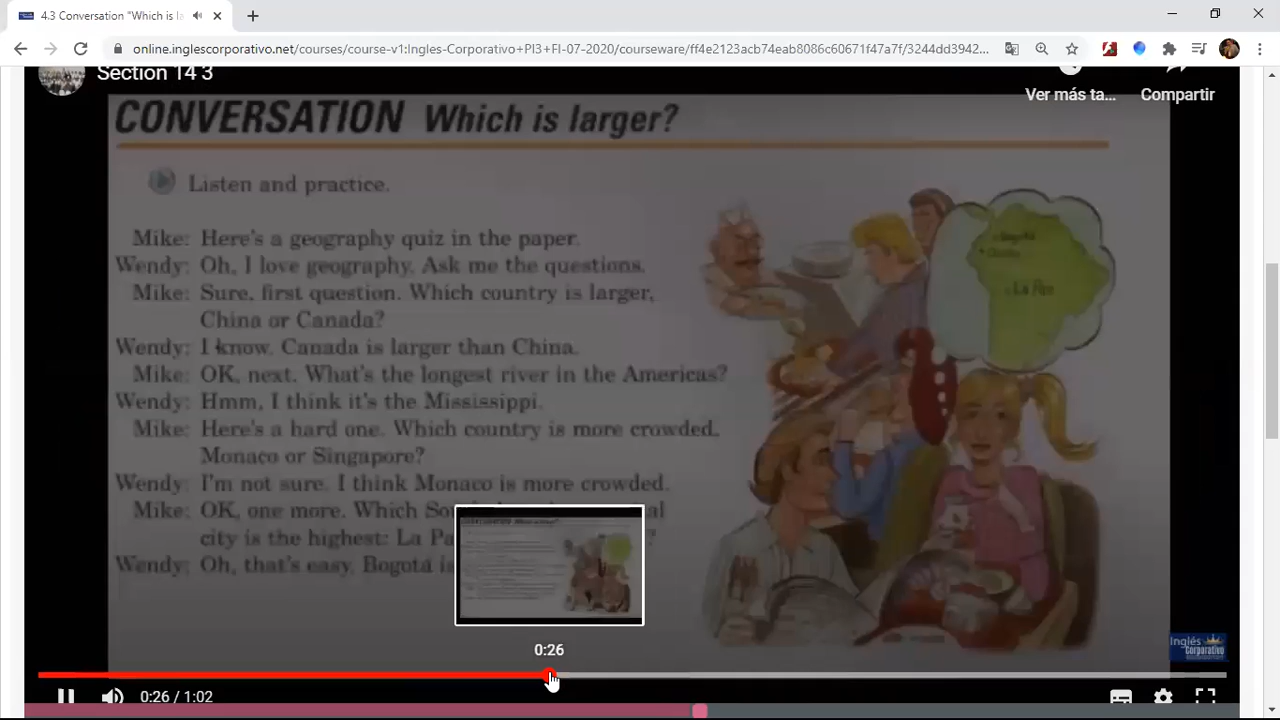 4.3 Conversation "Which is la
online.inglescorporativo.net/courses/course-v1:Ingles-Corporativo+PI3+FI-07-2020/courseware/ff4e2123acb74eab8086c60671f47a7f/3244dd3942...
Section 14 3
Ver más ta... Compartir
CONVERSATION Which is larger?
Listen and practice.
Mike: Here's a geography quiz in the paper.
Wendy: Oh, I love geography. Ask me the questions.
Mike: Sure, first question. Which country is larger,
China or Canada?
Wendy: I know. Canada is larger than China.
Mike: OK, next. What's the longest river in the Americas?
Wendy: Hmm, I think it's the Mississippi.
Mike: Here's a hard one. Which country is more crowded,
Monaco or Singapore?
Wendy: I'm not sure. I think Monaco is more crowded.
Mike: OK, one more. Which
city is the highest: La ?
Wendy: Oh, that's easy. Bogotá
Bogotá
Quito
La Paz
Inglés
Corporativo
0:26
0:26 / 1:02